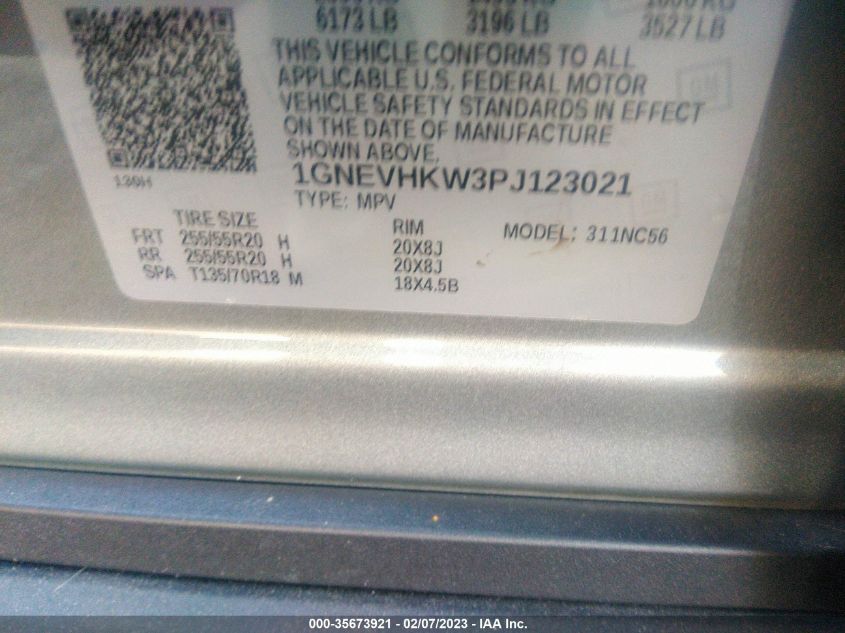 6173 LB 3196 LB 3527 LB
THIS VEHICLE CONFORMS TO ALL
APPLICABLE U.S. FEDERAL MOTOR
VEHICLE SAFETY STANDARDS IN EFFECT
ON THE DATE OF MANUFACTURE
SHOWN ABOVE.
130H
1GNEVHKW3PJ123021
TYPE: MPV
TIRE SIZE RIM MODEL: 311NC56
FRT 255/55R20 H 20X8J
RR 255/55R20 H 20X8J
SPA T135/70R18 M 18X4.5B
000-35673921 - 02/07/2023 - IAA Inc.